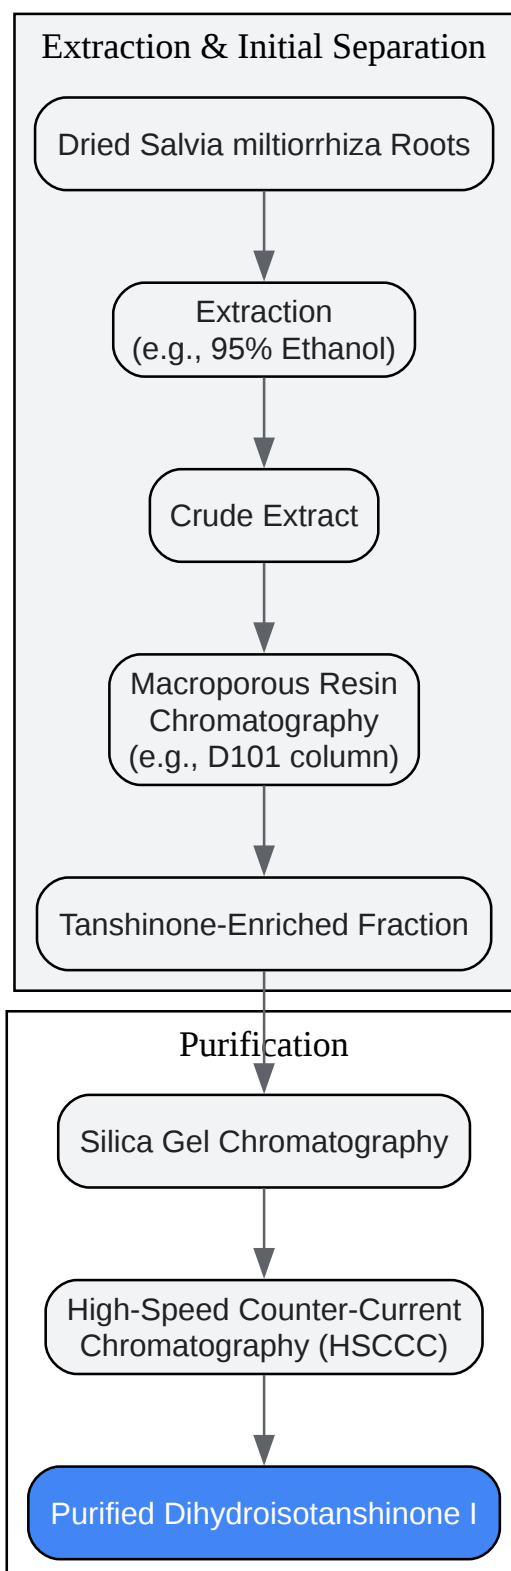 Extraction & Initial Separation
Dried Salvia miltiorrhiza Roots
Extraction
(e.g., 95% Ethanol)
Crude Extract
Macroporous Resin
Chromatography
(e.g., D101 column)
Tanshinone-Enriched Fraction
Purification
Silica Gel Chromatography
High-Speed Counter-Current
Chromatography (HSCCC)
Purified Dihydroisotanshinone I